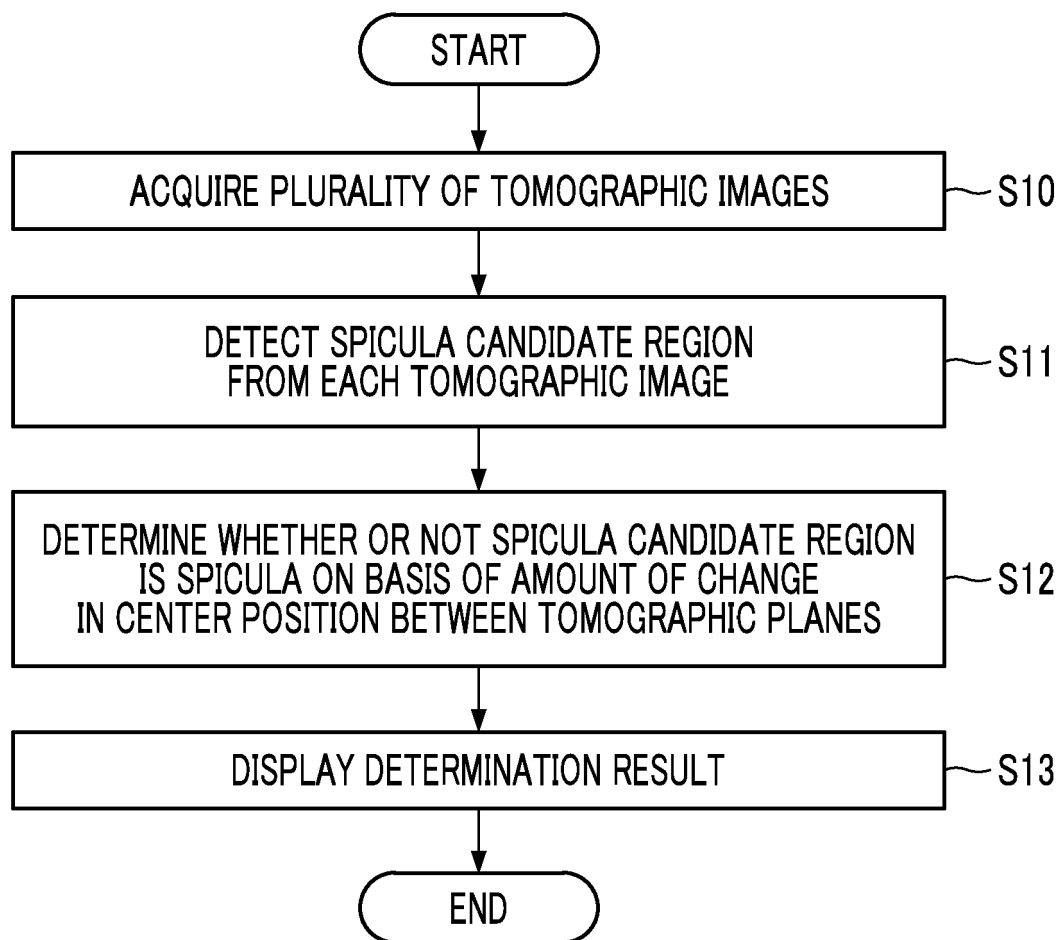 START
ACQUIRE PLURALITY OF TOMOGRAPHIC IMAGES
S10
DETECT SPICULA CANDIDATE REGION
FROM EACH TOMOGRAPHIC IMAGE
S11
DETERMINE WHETHER OR NOT SPICULA CANDIDATE REGION
IS SPICULA ON BASIS OF AMOUNT OF CHANGE
IN CENTER POSITION BETWEEN TOMOGRAPHIC PLANES
S12
DISPLAY DETERMINATION RESULT
S13
END